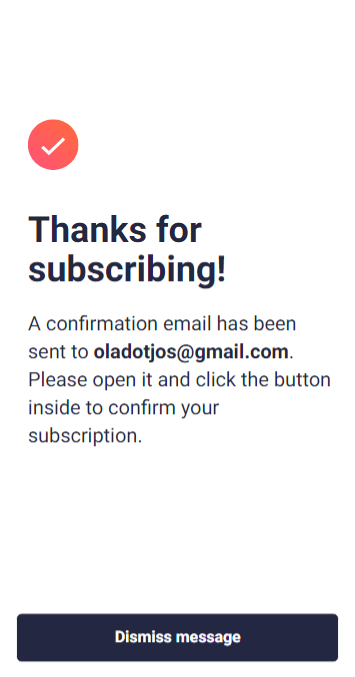 Thanks for
subscribing!
A confirmation email has been
sent to oladotjos@gmail.com.
Please open it and click the button
inside to confirm your
subscription.
Dismiss message